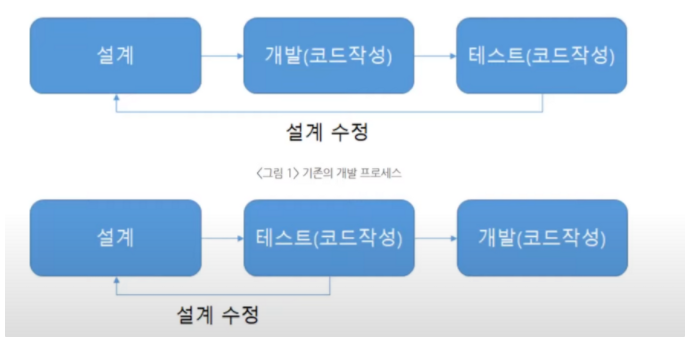 설계
개발(코드작성)
테스트(코드작성)
설계 수정
<그림 1> 기존의 개발 프로세스
설계
테스트(코드작성)
개발(코드작성)
설계 수정